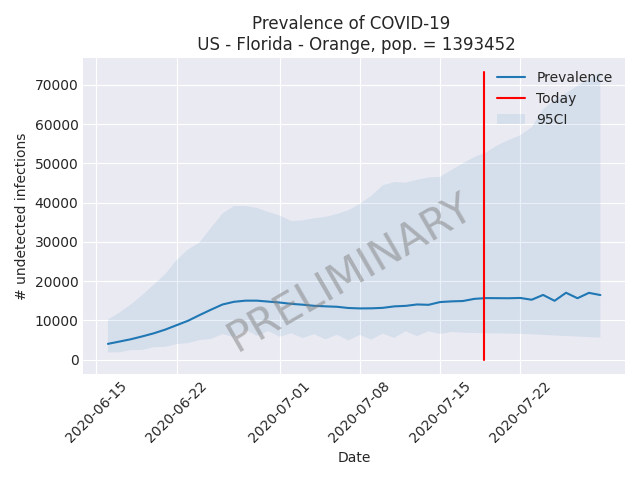 Prevalence of COVID-19
US - Florida - Orange, pop. = 1393452
Prevalence
Today
95CI
70000
60000
50000
40000
30000
20000
10000
0
# undetected infections
PRELIMINARY
2020-06-15
2020-06-22
2020-07-01
2020-07-08
2020-07-15
2020-07-22
Date